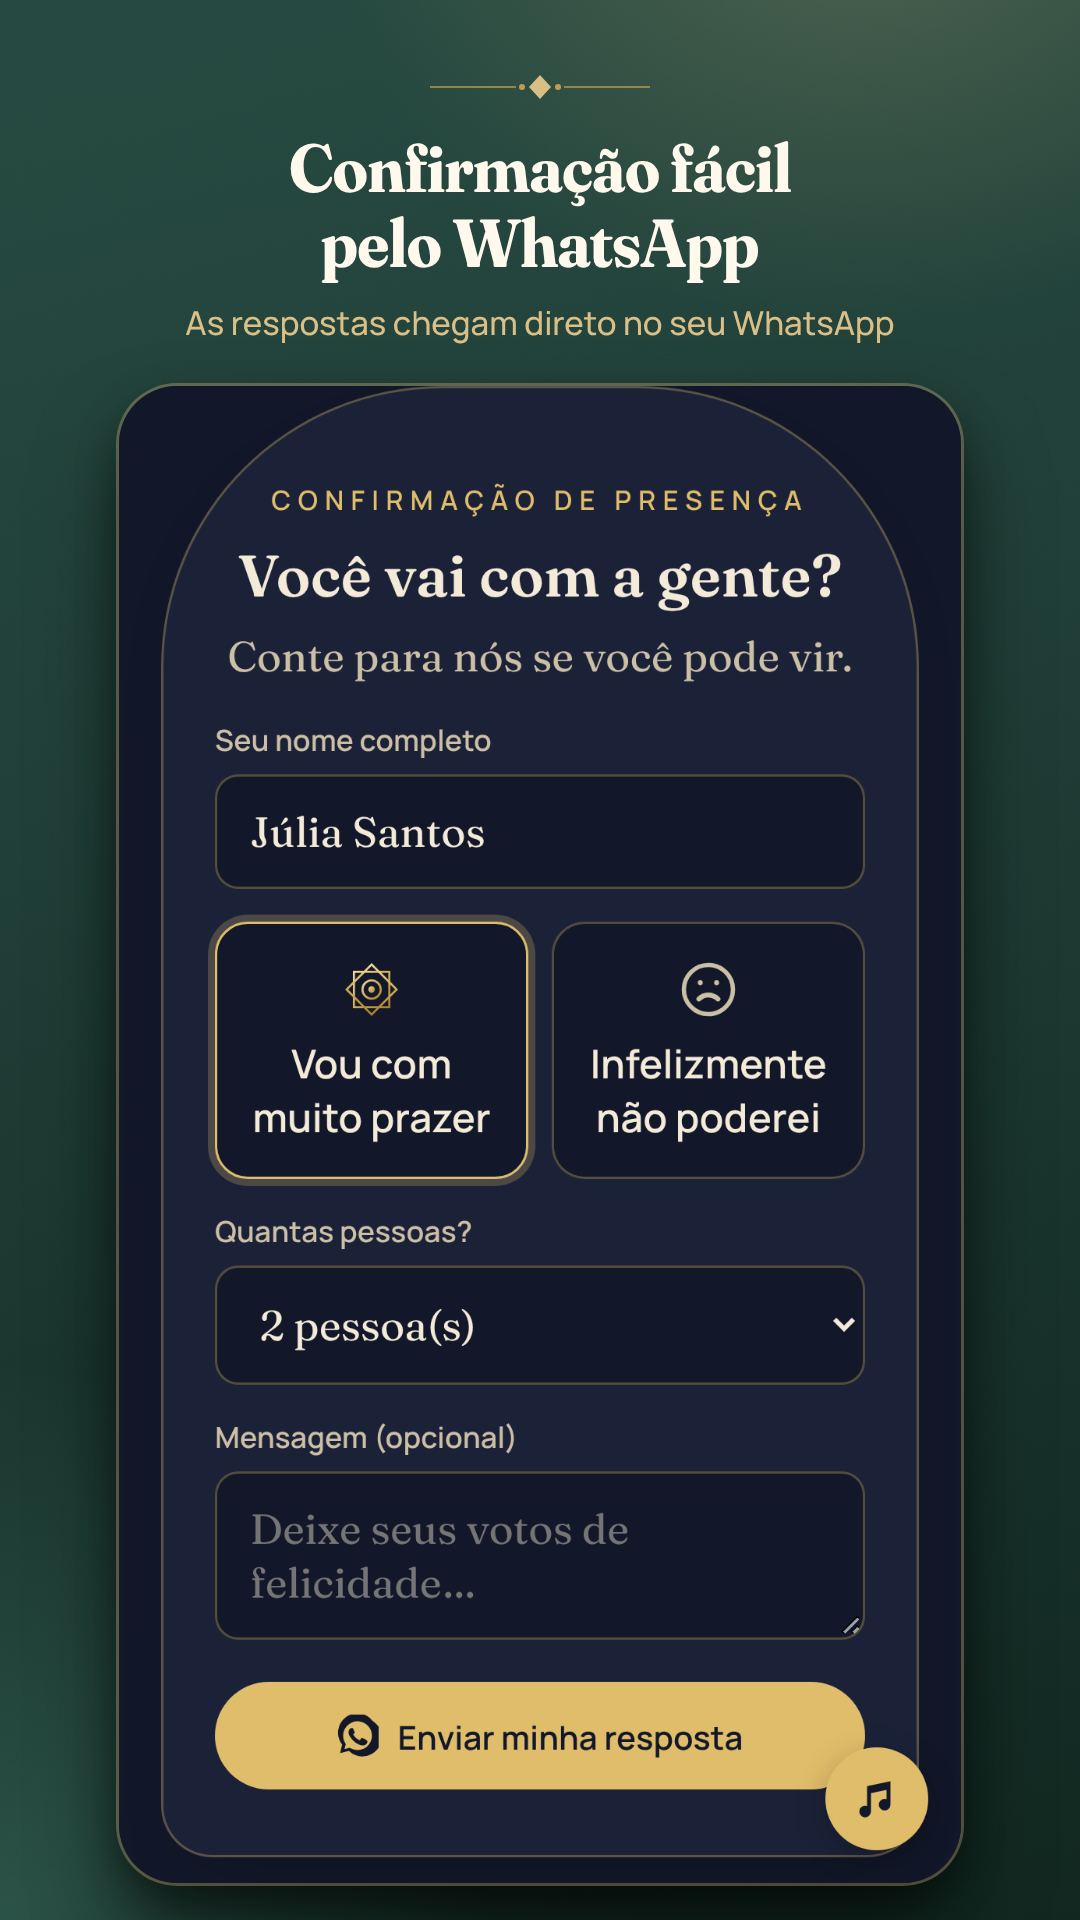 Confirmação fácil
pelo WhatsApp
As respostas chegam direto no seu WhatsApp
CONFIRMAÇÃO DE PRESENÇA
Você vai com a gente?
Conte para nós se você pode vir.
Seu nome completo
Júlia Santos
Vou com
muito prazer
Infelizmente
não poderei
Quantas pessoas?
2 pessoa(s)
Mensagem (opcional)
Deixe seus votos de
felicidade...
Enviar minha resposta